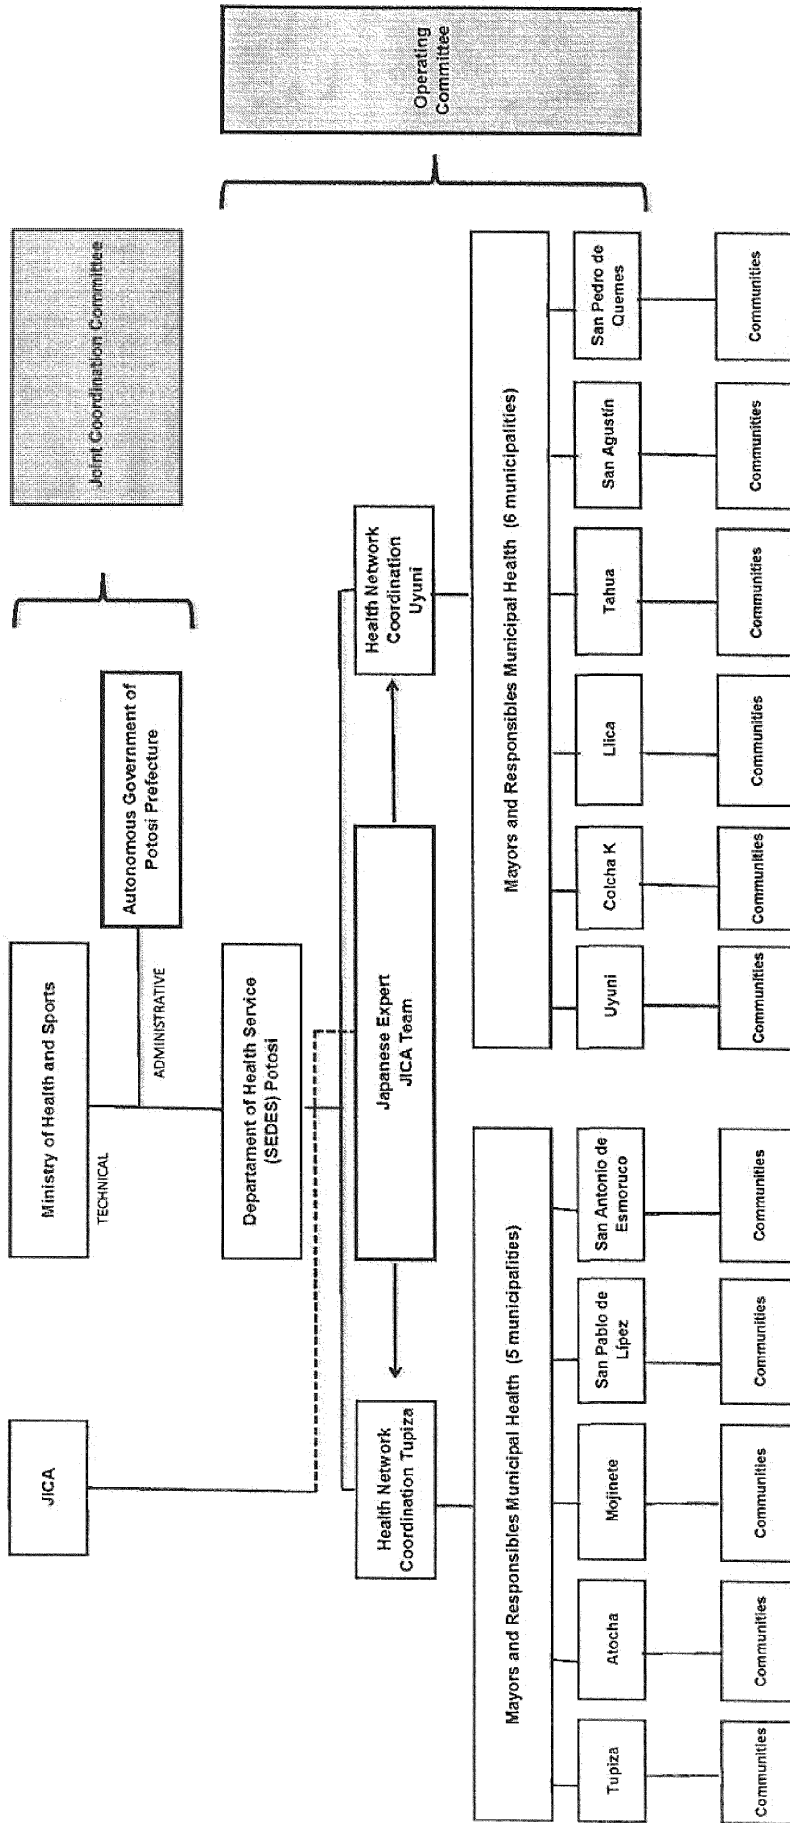 JICA
Ministry of Health and Sports
TECHNICAL
ADMINISTRATIVE
Autonomous Government of
Potosi Prefecture
Joint Coordination Committee
Departament of Health Service
(SEDES) Potosi
Operating
Committee
Health Network
Coordination Tupiza
Japanese Expert
JICA Team
Health Network
Coordination
Uyuni
Mayors and Responsibles Municipal Health (5 municipalities)
Mayors and Responsibles Municipal Health (6 municipalities)
Tupiza
Atocha
Mojinete
San Pablo de
Lípez
San Antonio de
Esmoruco
Uyuni
Colcha K
Llica
Tahua
San Agustín
San Pedro de
Quemes
Communities
Communities
Communities
Communities
Communities
Communities
Communities
Communities
Communities
Communities
Communities